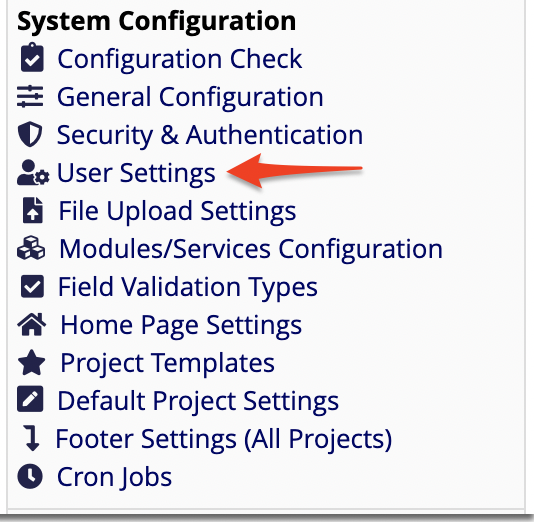 System Configuration
Configuration Check
General Configuration
Security & Authentication
User Settings
File Upload Settings
Modules/Services Configuration
Field Validation Types
Home Page Settings
Project Templates
Default Project Settings
Footer Settings (All Projects)
Cron Jobs